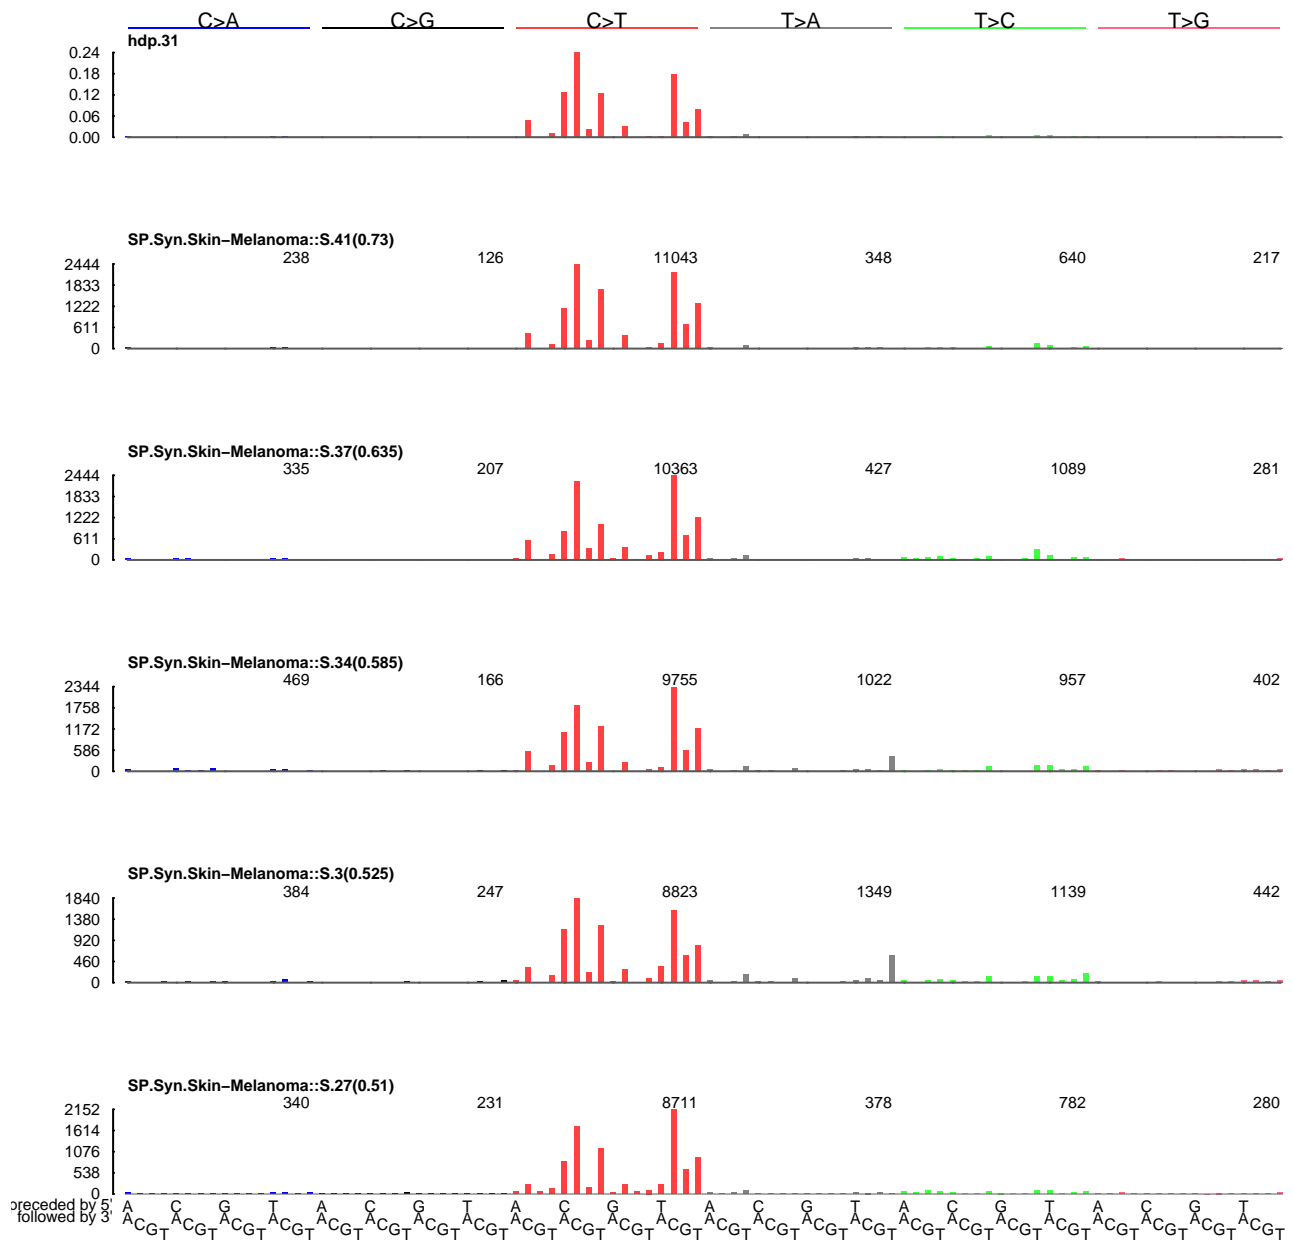 C>A C>G C>T T>A T>C T>G
hdp.31
0.24
0.18
0.12
0.06
0.00
SP.Syn.Skin−Melanoma::S.41(0.73)
238 126 11043 348 640 217
2444
1833
1222
611
0
SP.Syn.Skin−Melanoma::S.37(0.635)
335 207 10363 427 1089 281
2444
1833
1222
611
0
SP.Syn.Skin−Melanoma::S.34(0.585)
469 166 9755 1022 957 402
2344
1758
1172
586
0
SP.Syn.Skin−Melanoma::S.3(0.525)
384 247 8823 1349 1139 442
1840
1380
920
460
0
SP.Syn.Skin−Melanoma::S.27(0.51)
340 231 8711 378 782 280
2152
1614
1076
538
0
preceded by 5' A C G T A C G T A C G T A C G T A C G T A C G T
followed by 3' A C G T A C G T A C G T A C G T A C G T A C G T A C G T A C G T A C G T A C G T A C G T A C G T A C G T A C G T A C G T A C G T A C G T A C G T A C G T A C G T A C G T A C G T A C G T A C G T